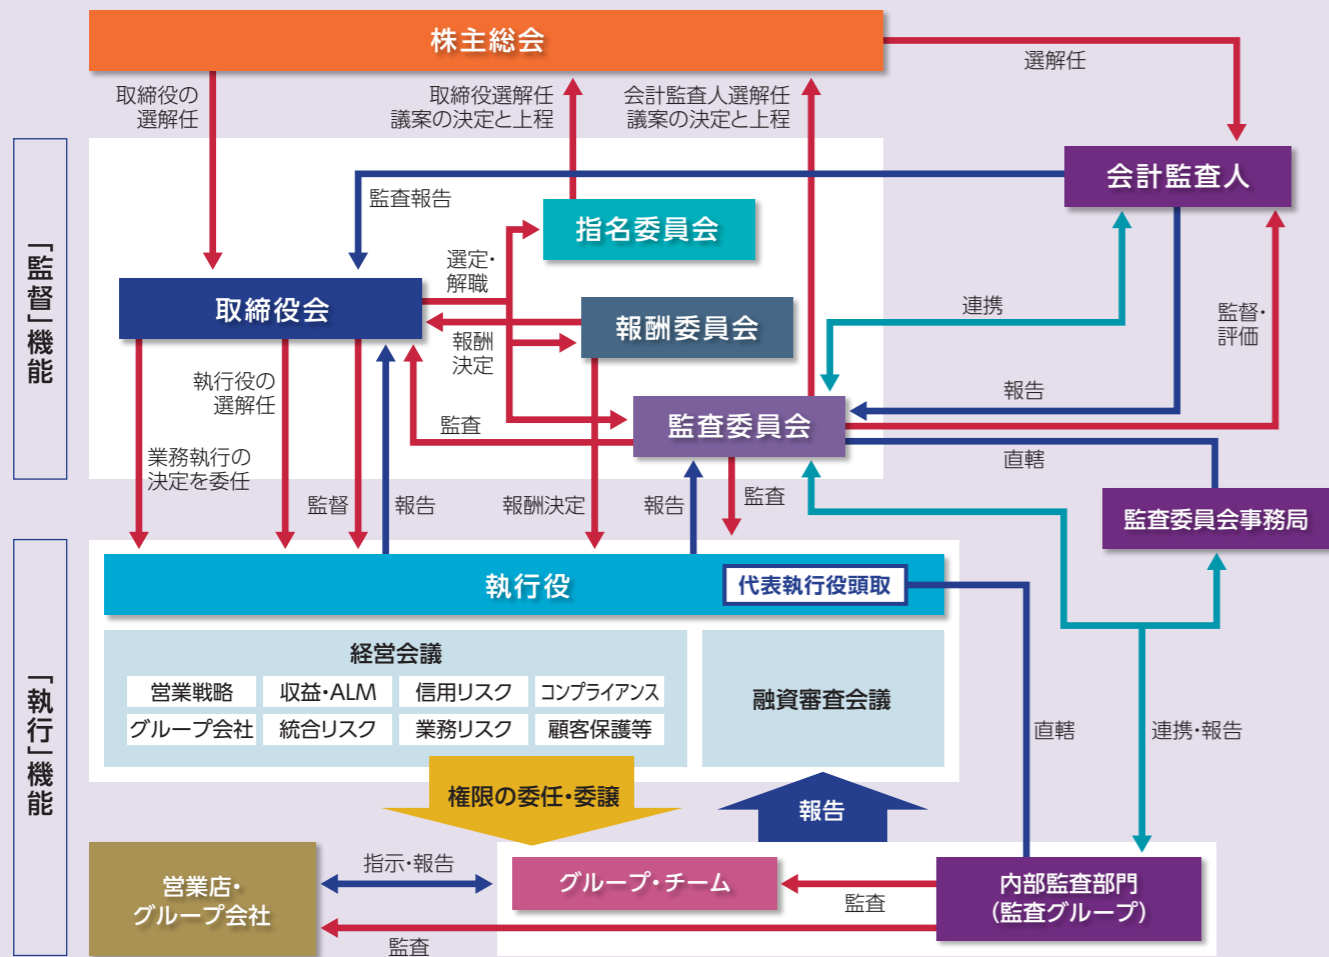 株主総会
選解任
取締役の
選解任
取締役選解任
議案の決定と上程
会計監査人選解任
議案の決定と上程
「監督」機能
会計監査人
監査報告
指名委員会
選定・
解職
取締役会
報酬委員会
連携
監督・
評価
報酬
決定
執行役の
選解任
報告
監査
監査委員会
直轄
業務執行の
決定を委任
監督
報告
報酬決定
報告
監査
監査委員会事務局
「執行」機能
執行役
代表執行役頭取
経営会議
営業戦略
収益・ALM
信用リスク
コンプライアンス
グループ会社
統合リスク
業務リスク
顧客保護等
融資審査会議
直轄
連携・報告
権限の委任・委譲
報告
営業店・
グループ会社
指示・報告
グループ・チーム
監査
内部監査部門
(監査グループ)
監査